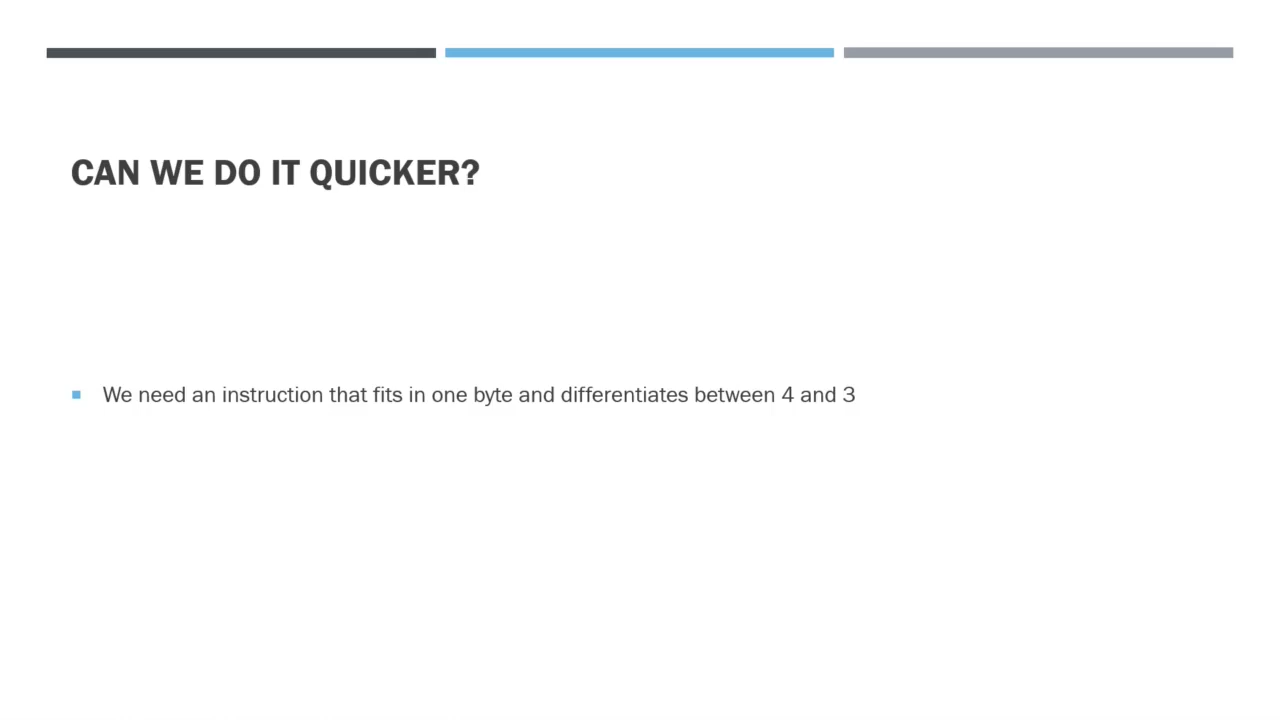 CAN WE DO IT QUICKER?
We need an instruction that fits in one byte and differentiates between 4 and 3